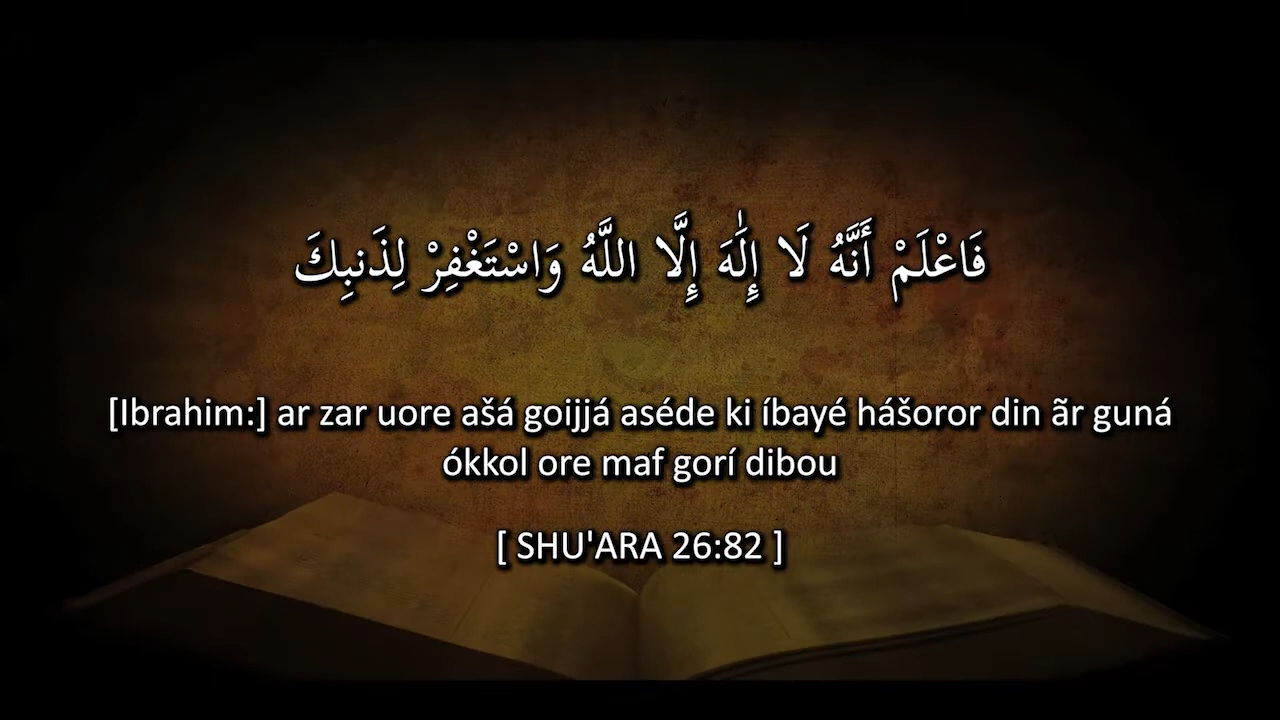 فَاعْلَمْ أَنَّهُ لَا إِلَٰهَ إِلَّا اللَّهُ وَاسْتَغْفِرْ لِذَنبِكَ
[Ibrahim:] ar zar uore ašá goijjá aséde ki íbayé hášoror din ãr guná
ókkol ore maf gorí dibou
[ SHU'ARA 26:82 ]